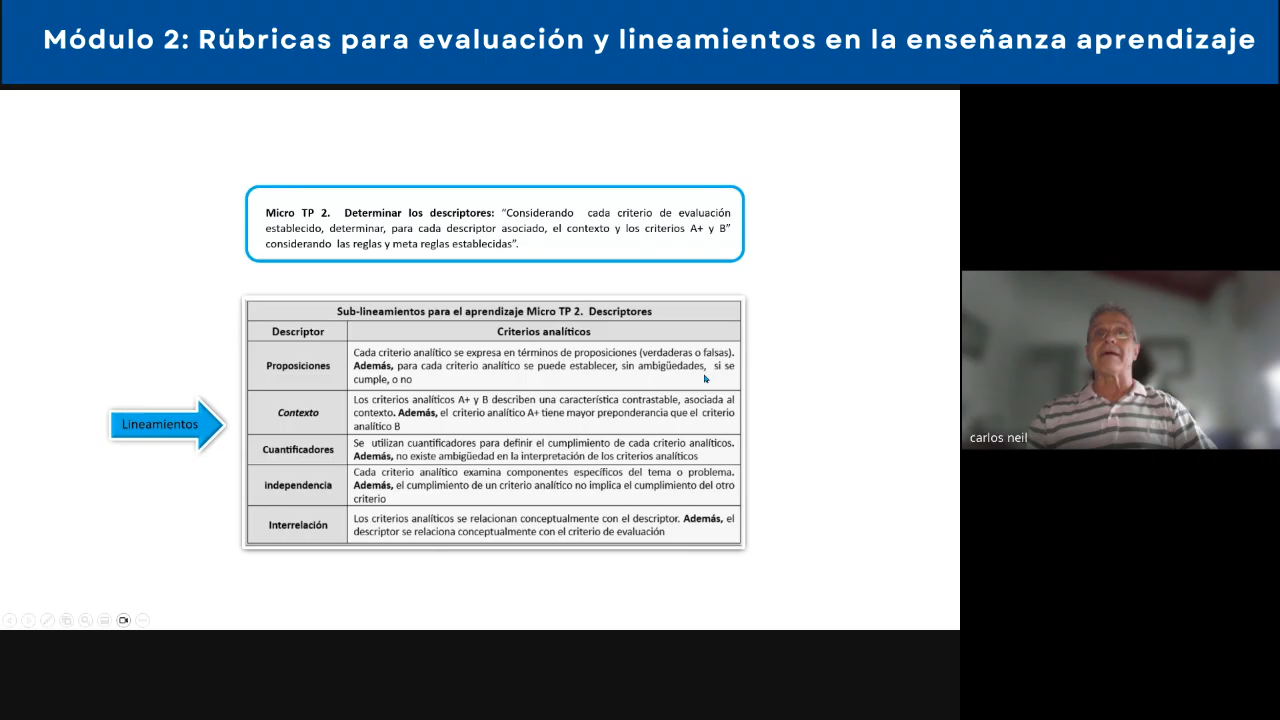 Módulo 2: Rúbricas para evaluación y lineamientos en la enseñanza aprendizaje
Micro TP 2. Determinar los descriptores: “Considerando cada criterio de evaluación
establecido, determinar, para cada descriptor asociado, el contexto y los criterios A+ y B”
considerando las reglas y meta reglas establecidas”.
Sub-lineamientos para el aprendizaje Micro TP 2. Descriptores
Descriptor
Criterios analíticos
Proposiciones
Cada criterio analítico se expresa en términos de proposiciones (verdaderas o falsas).
Además, para cada criterio analítico se puede establecer, sin ambigüedades, si se
cumple, o no
Contexto
Los criterios analíticos A+ y B describen una característica contrastable, asociada al
contexto. Además, el criterio analítico A+ tiene mayor preponderancia que el criterio
analítico B
Cuantificadores
Se utilizan cuantificadores para definir el cumplimiento de cada criterio analíticos.
Además, no existe ambigüedad en la interpretación de los criterios analíticos
independencia
Cada criterio analítico examina componentes específicos del tema o problema.
Además, el cumplimiento de un criterio analítico no implica el cumplimiento del otro
criterio
Interrelación
Los criterios analíticos se relacionan conceptualmente con el descriptor. Además, el
descriptor se relaciona conceptualmente con el criterio de evaluación
Lineamientos
carlos neil